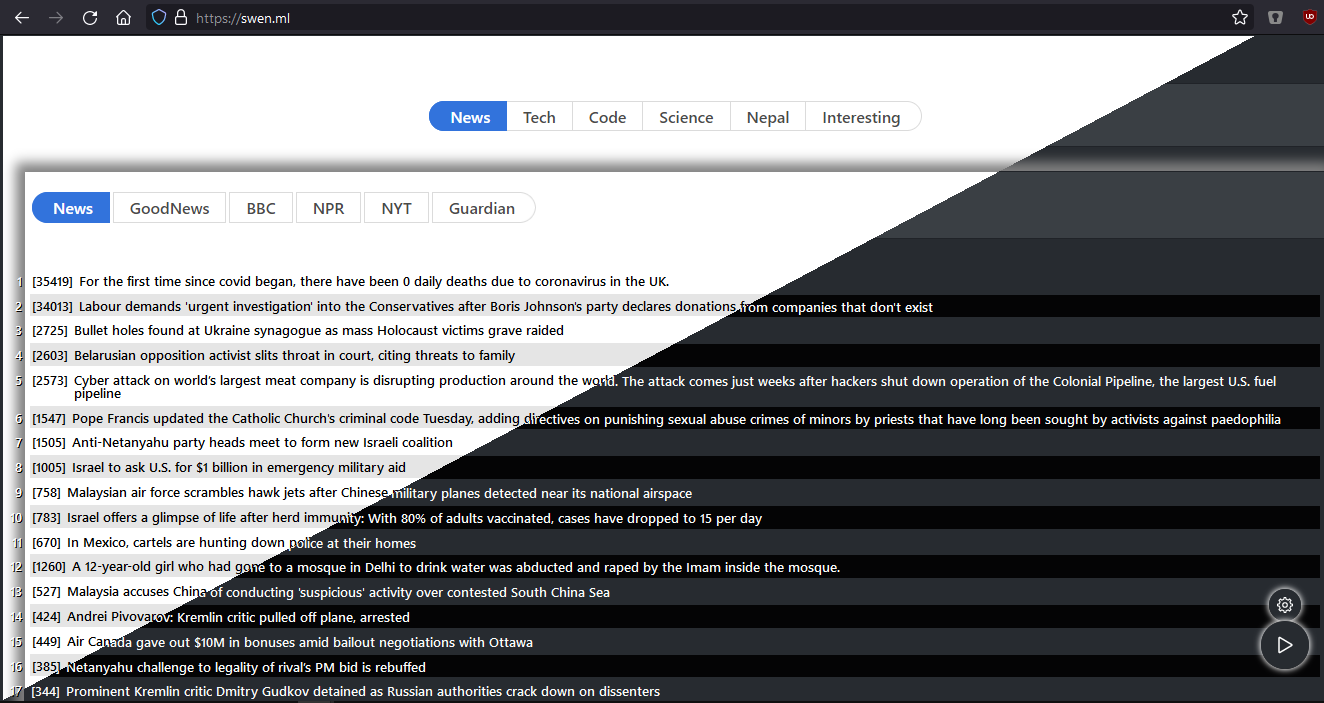 https://swen.ml
UD
News Tech Code Science Nepal Interesting
News GoodNews BBC NPR NYT Guardian
1 [35419] For the first time since covid began, there have been 0 daily deaths due to coronavirus in the UK.
2 [34013] Labour demands 'urgent investigation' into the Conservatives after Boris Johnson's party declares donations from companies that don't exist
3 [2725] Bullet holes found at Ukraine synagogue as mass Holocaust victims grave raided
4 [2603] Belarusian opposition activist slits throat in court, citing threats to family
5 [2573] Cyber attack on world’s largest meat company is disrupting production around the world. The attack comes just weeks after hackers shut down operation of the Colonial Pipeline, the largest U.S. fuel
pipeline
6 [1547] Pope Francis updated the Catholic Church's criminal code Tuesday, adding directives on punishing sexual abuse crimes of minors by priests that have long been sought by activists against paedophilia
7 [1505] Anti-Netanyahu party heads meet to form new Israeli coalition
8 [1005] Israel to ask U.S. for $1 billion in emergency military aid
9 [758] Malaysian air force scrambles hawk jets after Chinese military planes detected near its national airspace
10 [783] Israel offers a glimpse of life after herd immunity: With 80% of adults vaccinated, cases have dropped to 15 per day
11 [670] In Mexico, cartels are hunting down police at their homes
12 [1260] A 12-year-old girl who had gone to a mosque in Delhi to drink water was abducted and raped by the Imam inside the mosque.
13 [527] Malaysia accuses China of conducting 'suspicious' activity over contested South China Sea
14 [424] Andrei Pivovarov: Kremlin critic pulled off plane, arrested
15 [449] Air Canada gave out $10M in bonuses amid bailout negotiations with Ottawa
16 [385] Netanyahu challenge to legality of rival’s PM bid is rebuffed
17 [344] Prominent Kremlin critic Dmitry Gudkov detained as Russian authorities crack down on dissenters